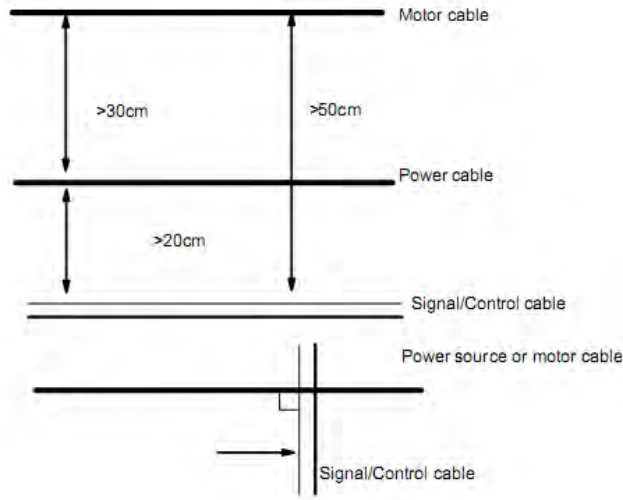 Motor cable
>30cm
>50cm
Power cable
>20cm
Signal/Control cable
Power source or motor cable
Signal/Control cable